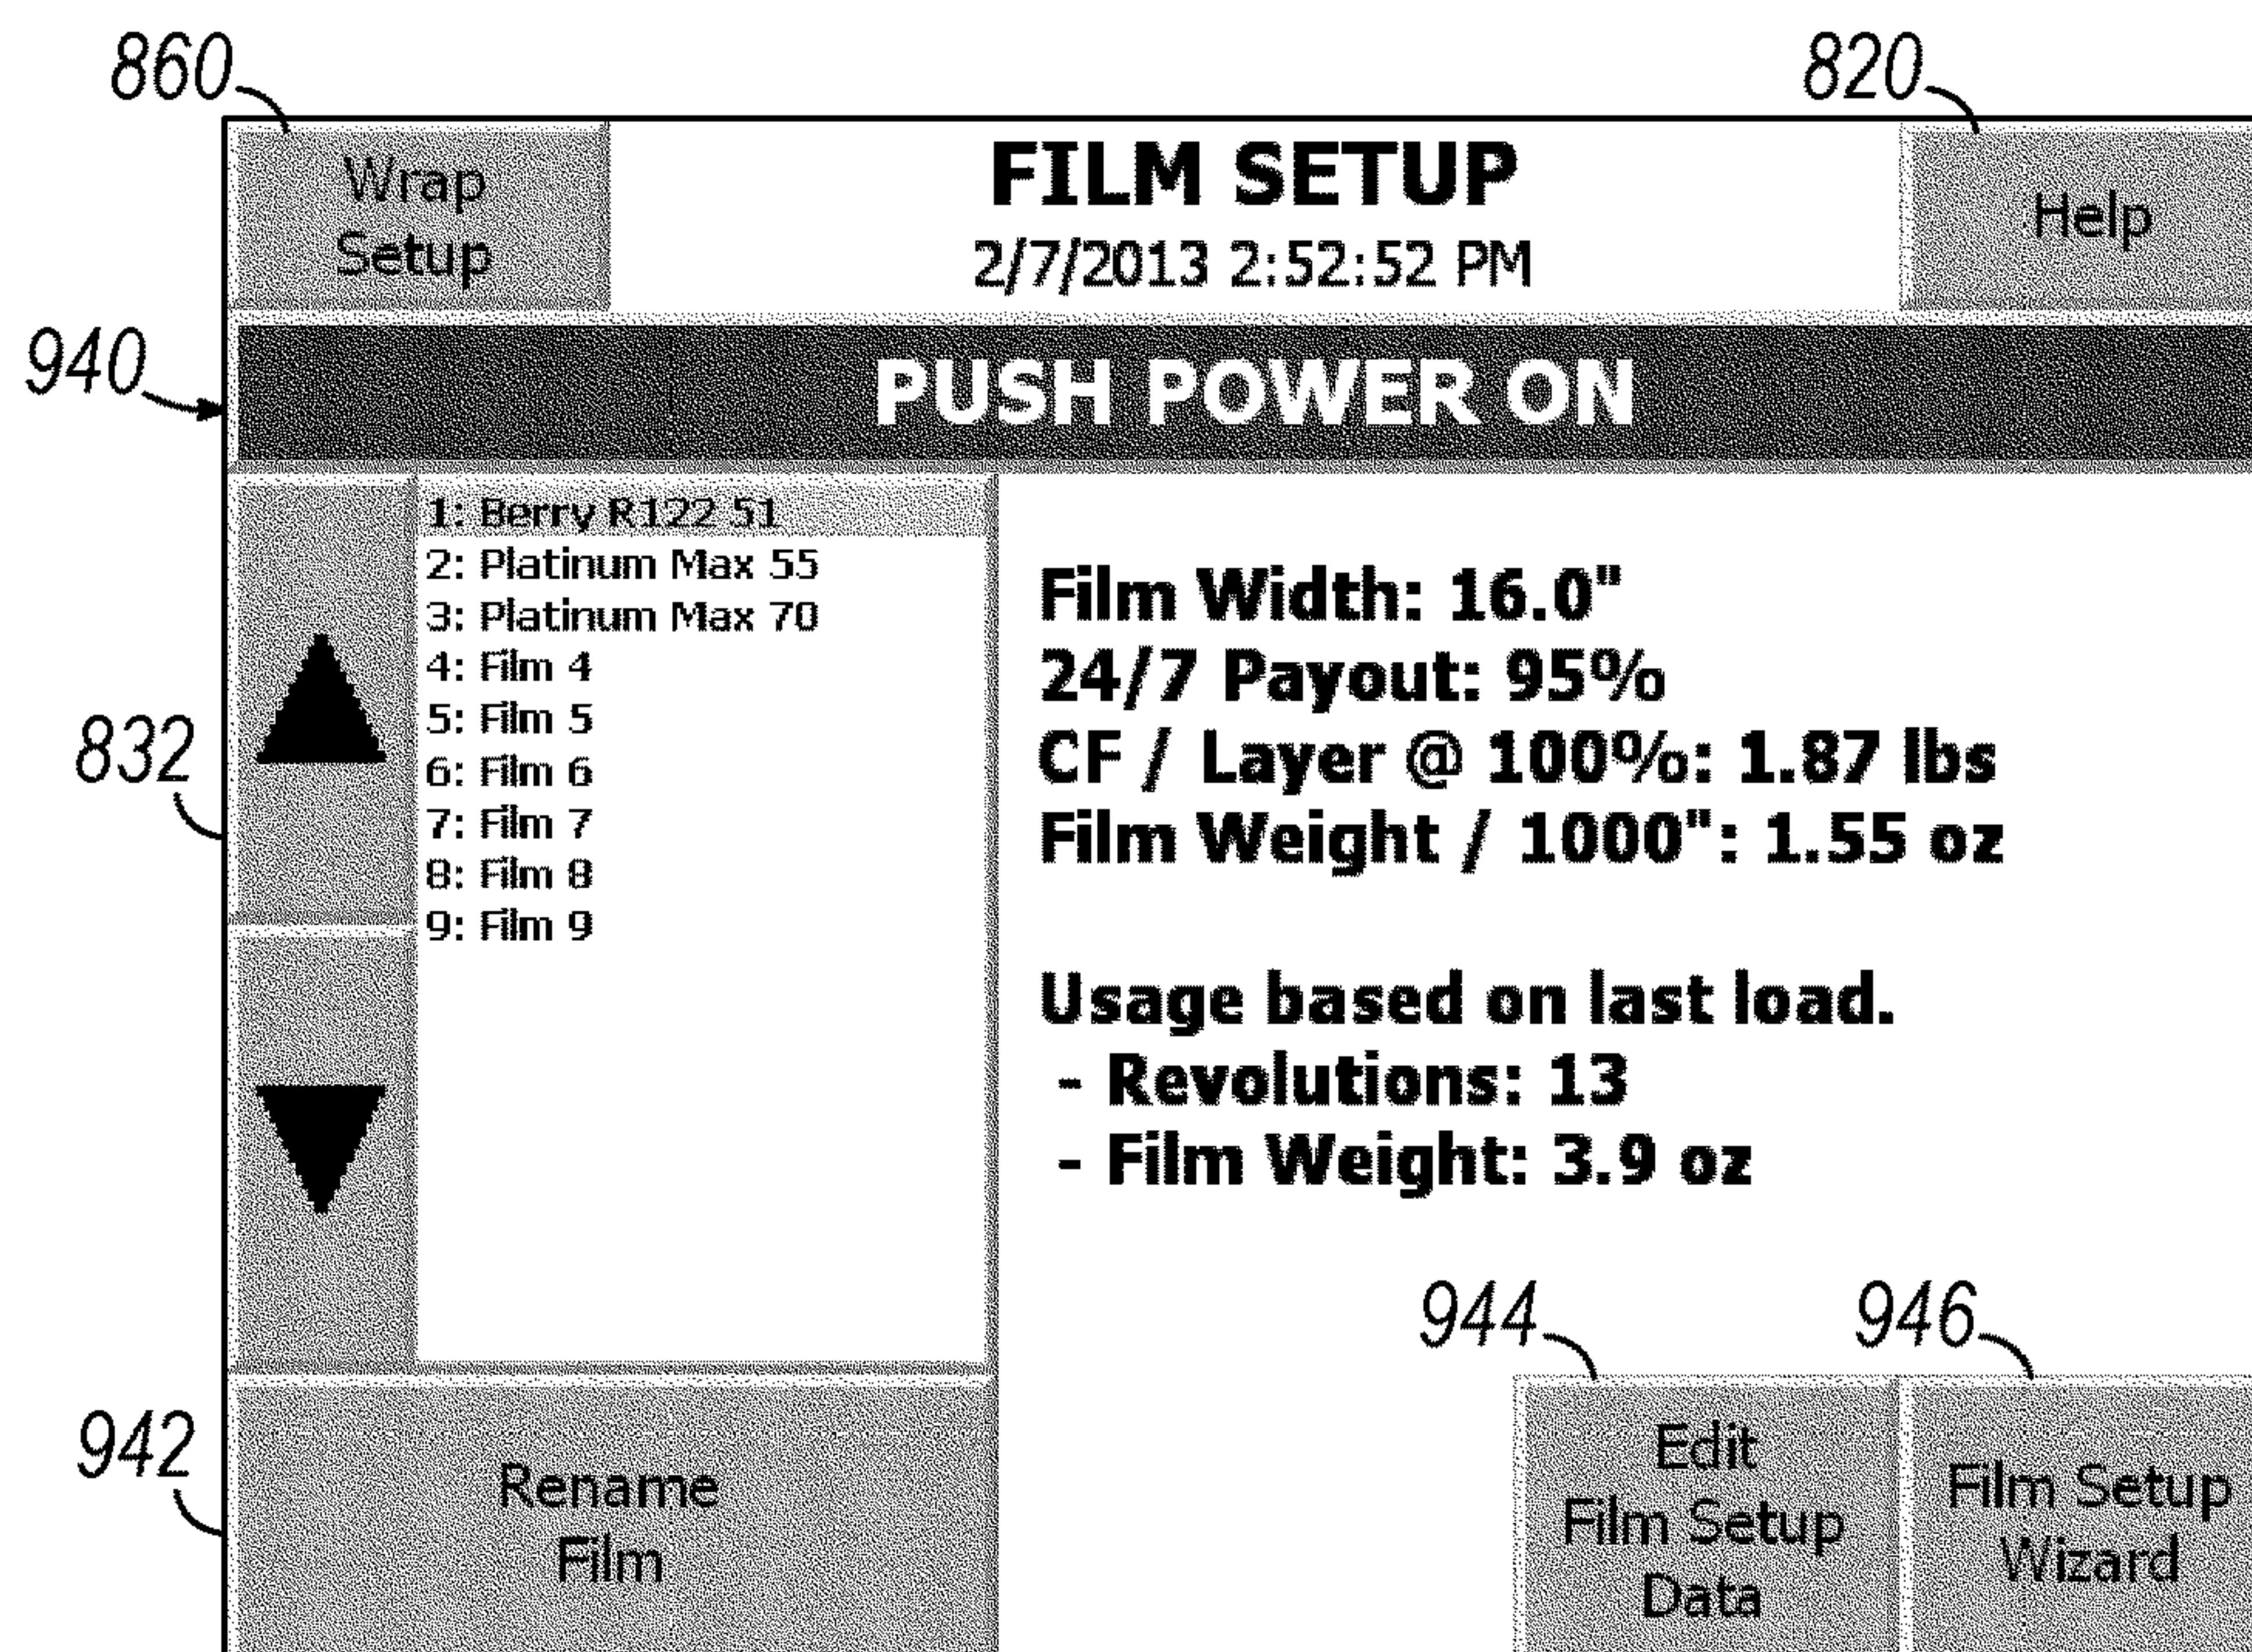 860
820
Wrap
Setup
FILM SETUP
2/7/2013 2:52:52 PM
Help
940
PUSH POWER ON
832
1: Berry R122 51
2: Platinum Max 55
3: Platinum Max 70
4: Film 4
5: Film 5
6: Film 6
7: Film 7
8: Film 8
9: Film 9
Film Width: 16.0"
24/7 Payout: 95%
CF / Layer @ 100%: 1.87 lbs
Film Weight / 1000": 1.55 oz
Usage based on last load.
- Revolutions: 13
- Film Weight: 3.9 oz
944
946
942
Rename
Film
Edit
Film Setup
Data
Film Setup
Wizard